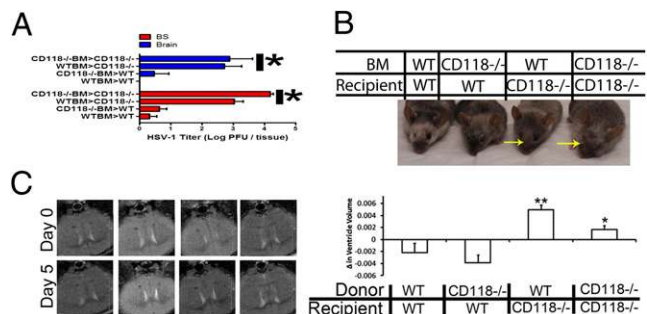 A
BS
Brain
CD118-/-BM>CD118-/-
WTBM>CD118-/-
CD118-/-BM>WT
WTBM>WT
*
CD118-/-BM>CD118-/-
WTBM>CD118-/-
CD118-/-BM>WT
WTBM>WT
*
0 1 2 3 4 5
HSV-1 Titer (Log PFU / tissue)
B
BM WT CD118-/- WT CD118-/-
Recipient WT WT CD118-/- CD118-/-
C
Day 0
Day 5
Δ in Ventricle Volume
0.006
0.004
0.002
0
-0.002
-0.004
-0.006
**
*
Donor WT CD118-/- WT CD118-/-
Recipient WT WT CD118-/- CD118-/-